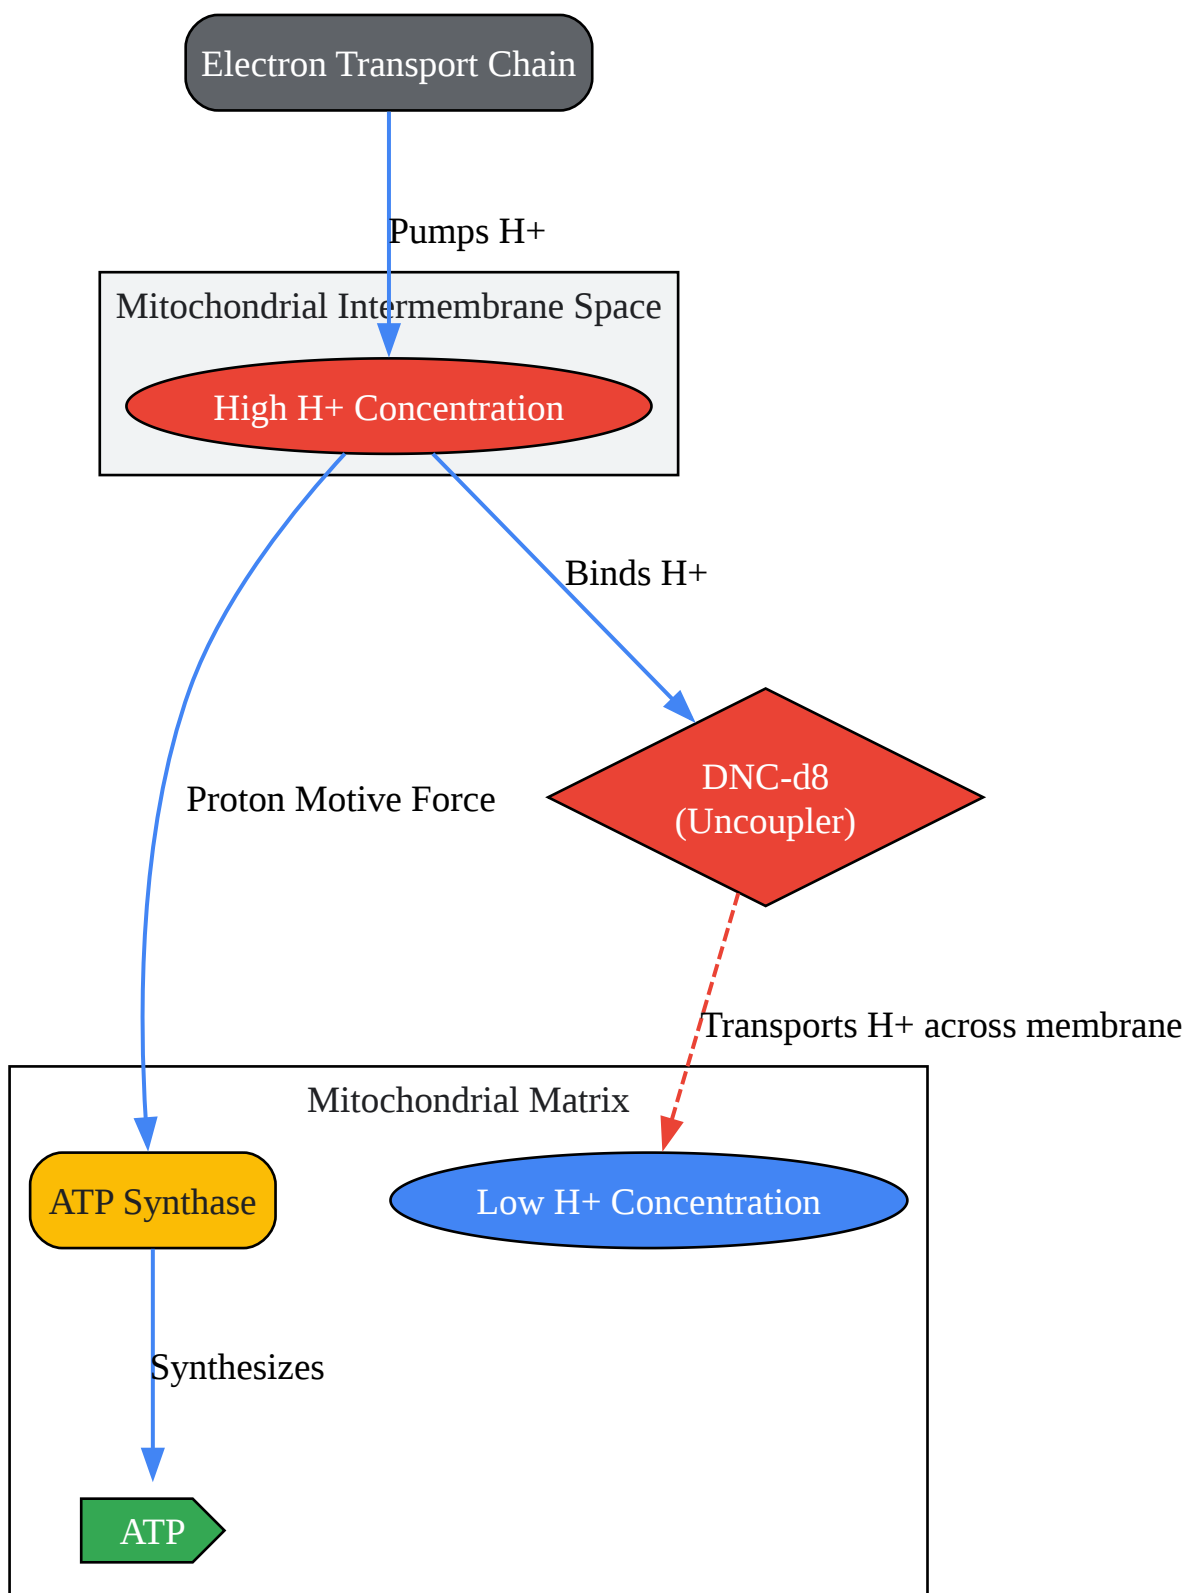 Electron Transport Chain
Pumps H+
Mitochondrial Intermembrane Space
High H+ Concentration
Binds H+
DNC-d8
(Uncoupler)
Proton Motive Force
Transports H+ across membrane
Mitochondrial Matrix
ATP Synthase
Low H+ Concentration
Synthesizes
ATP